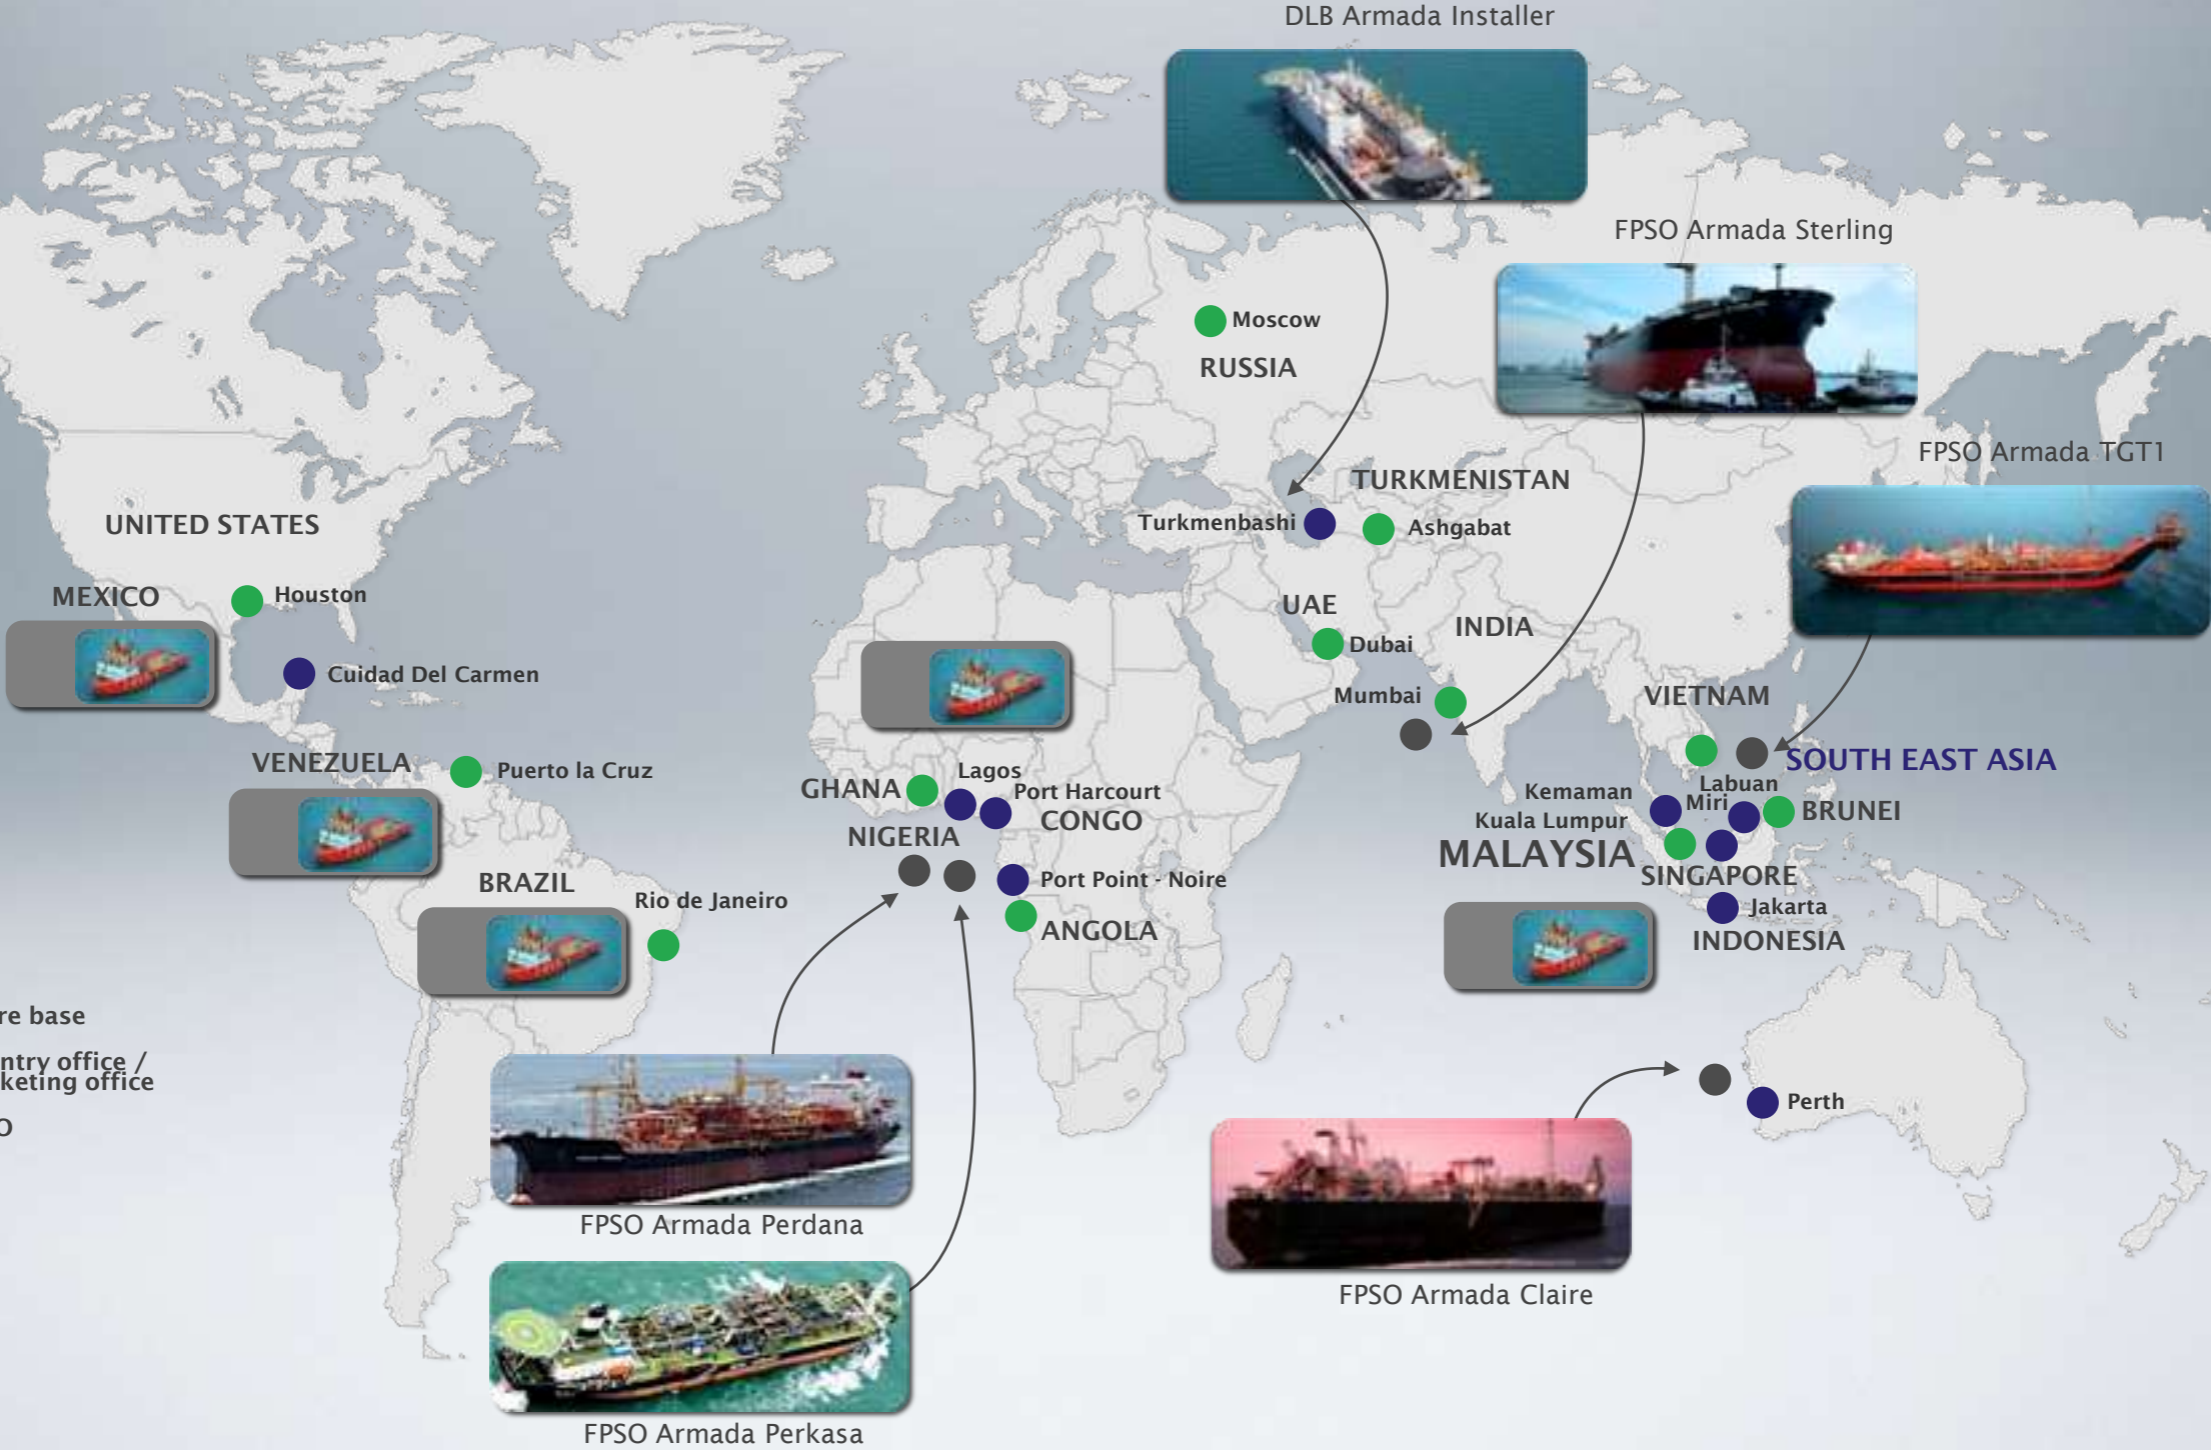 DLB Armada Installer
FPSO Armada Sterling
Moscow
RUSSIA
FPSO Armada TGT1
TURKMENISTAN
UNITED STATES
Turkmenbashi
Ashgabat
MEXICO
Houston
UAE
INDIA
Dubai
Cuidad Del Carmen
Mumbai
VIETNAM
VENEZUELA
Puerto la Cruz
SOUTH EAST ASIA
GHANA
Lagos
Port Harcourt
CONGO
NIGERIA
Labuan
Kemaman
Miri
Kuala Lumpur
BRUNEI
MALAYSIA
SINGAPORE
BRAZIL
Rio de Janeiro
Port Point - Noire
ANGOLA
Jakarta
INDONESIA
re base
ntry office /
keting office
O
Perth
FPSO Armada Perdana
FPSO Armada Claire
FPSO Armada Perkasa